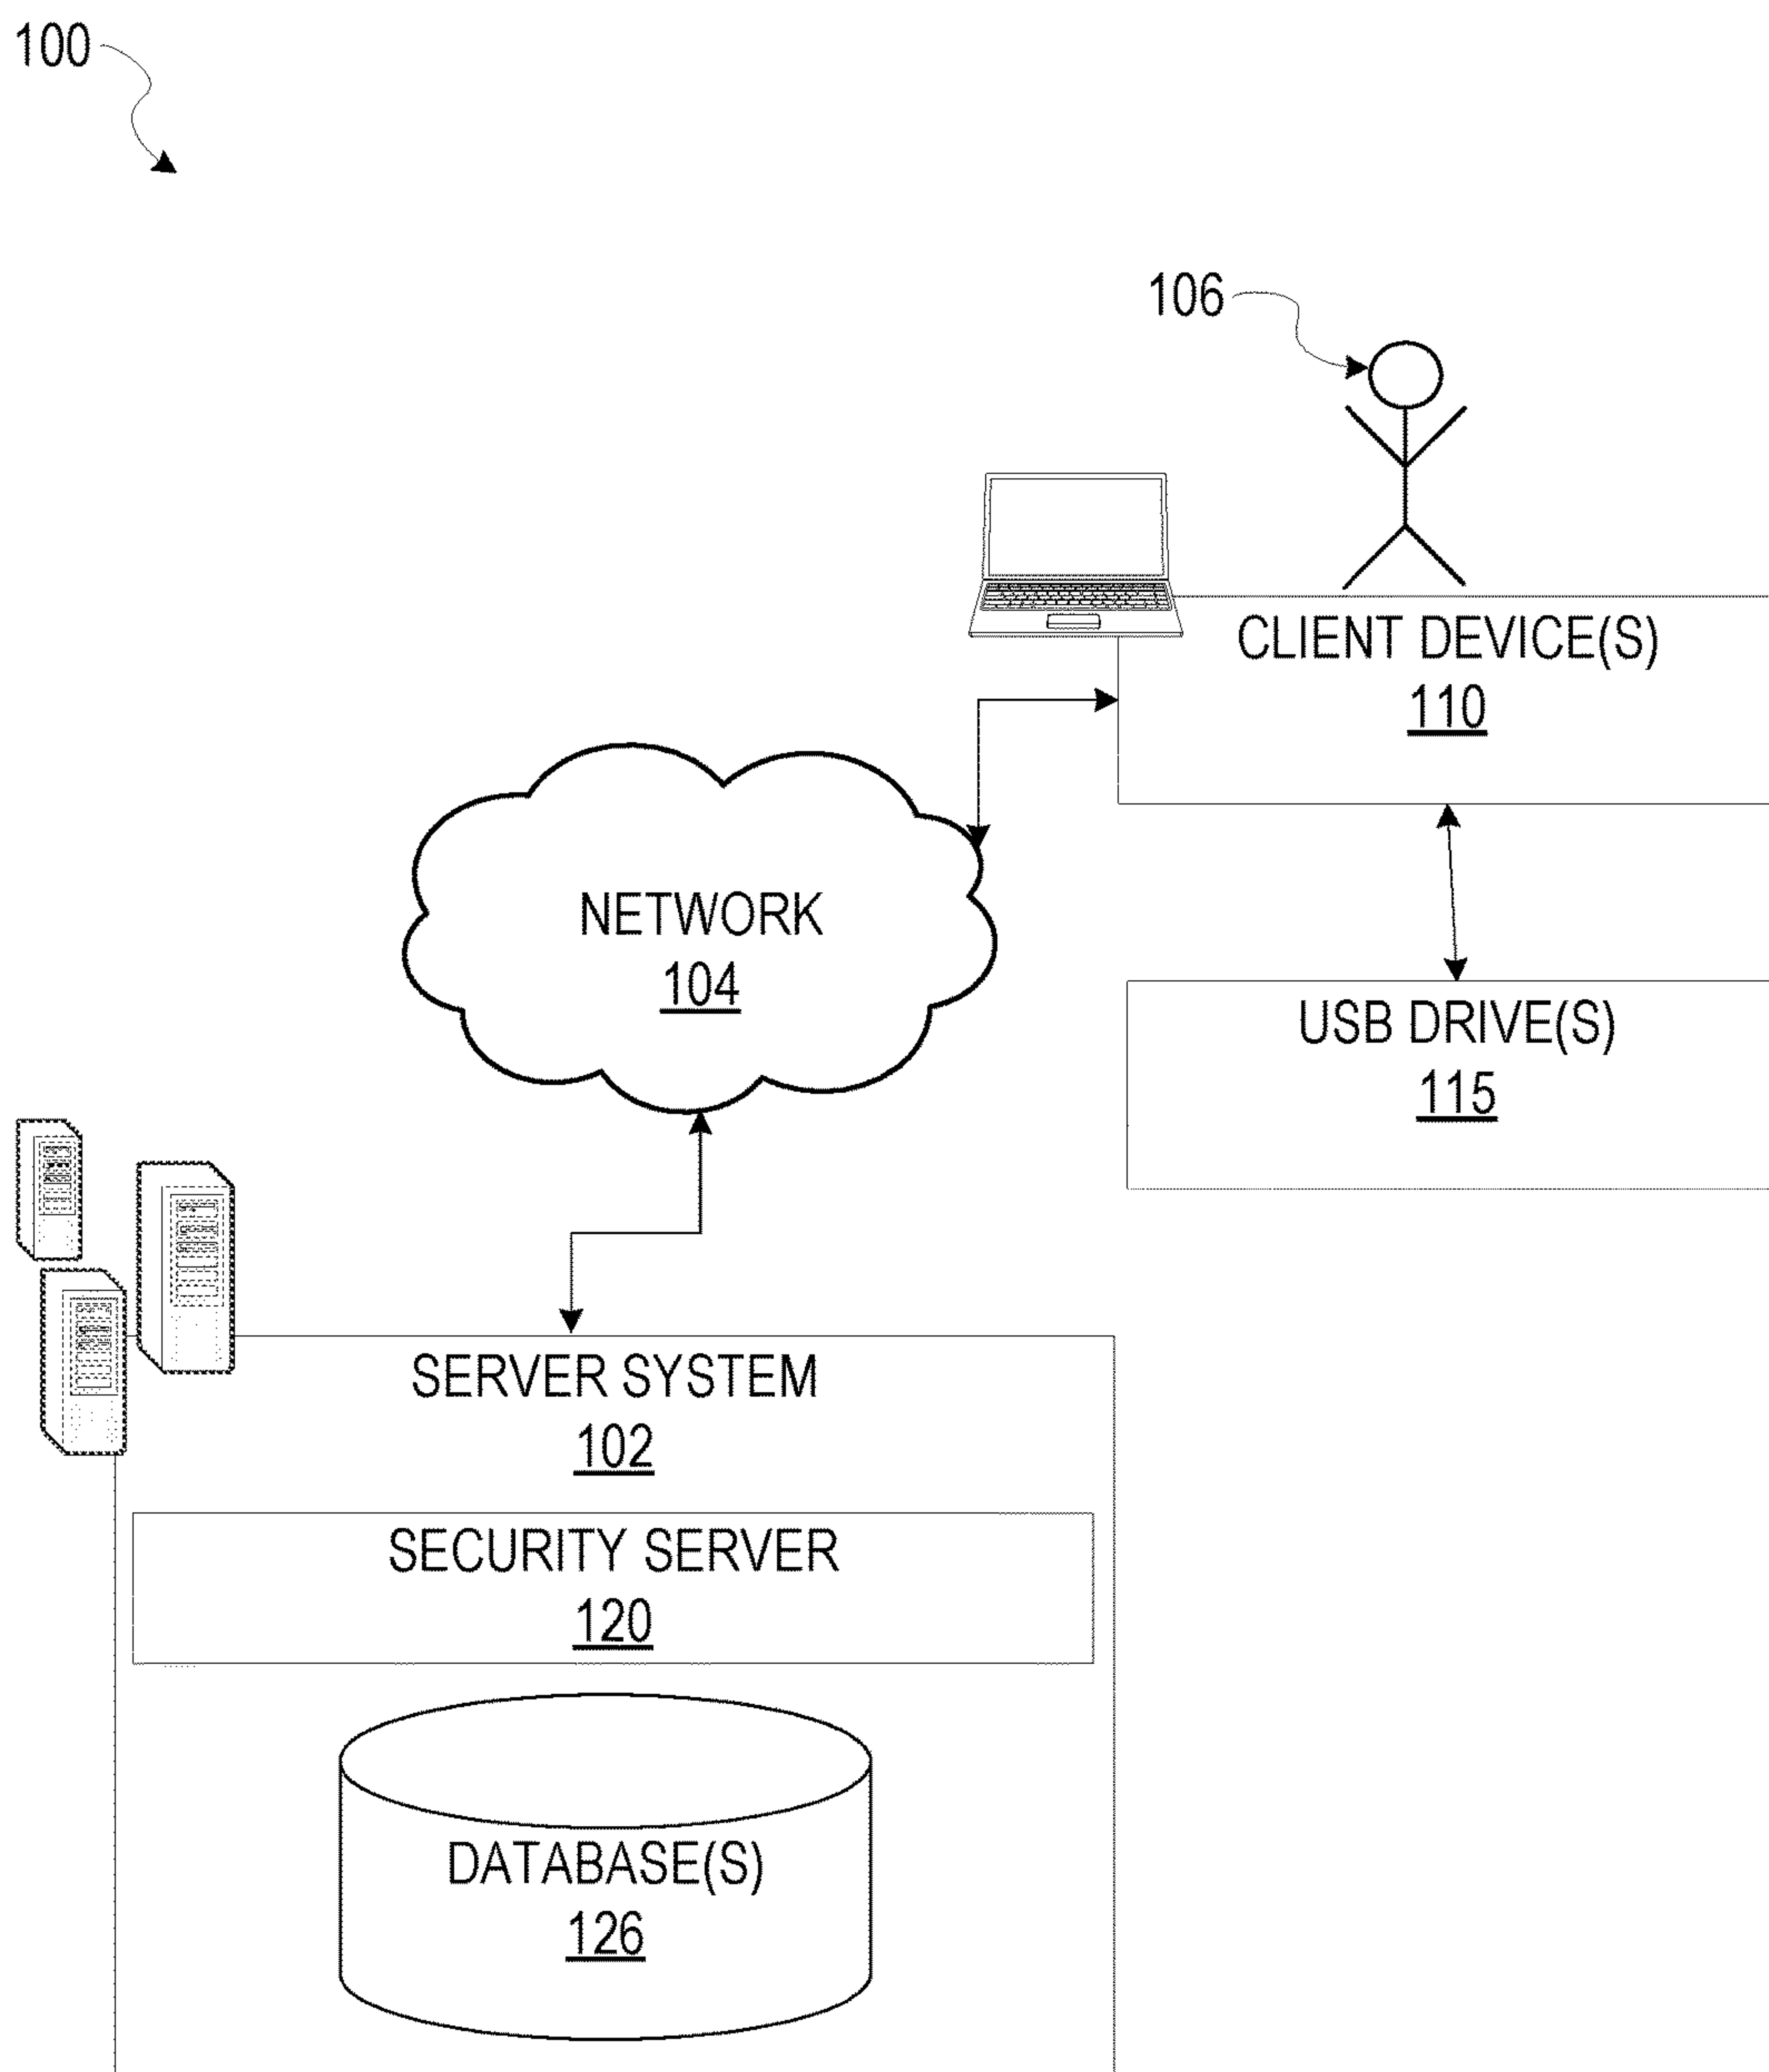 100
106
CLIENT DEVICE(S)
110
NETWORK
104
USB DRIVE(S)
115
SERVER SYSTEM
102
SECURITY SERVER
120
DATABASE(S)
126